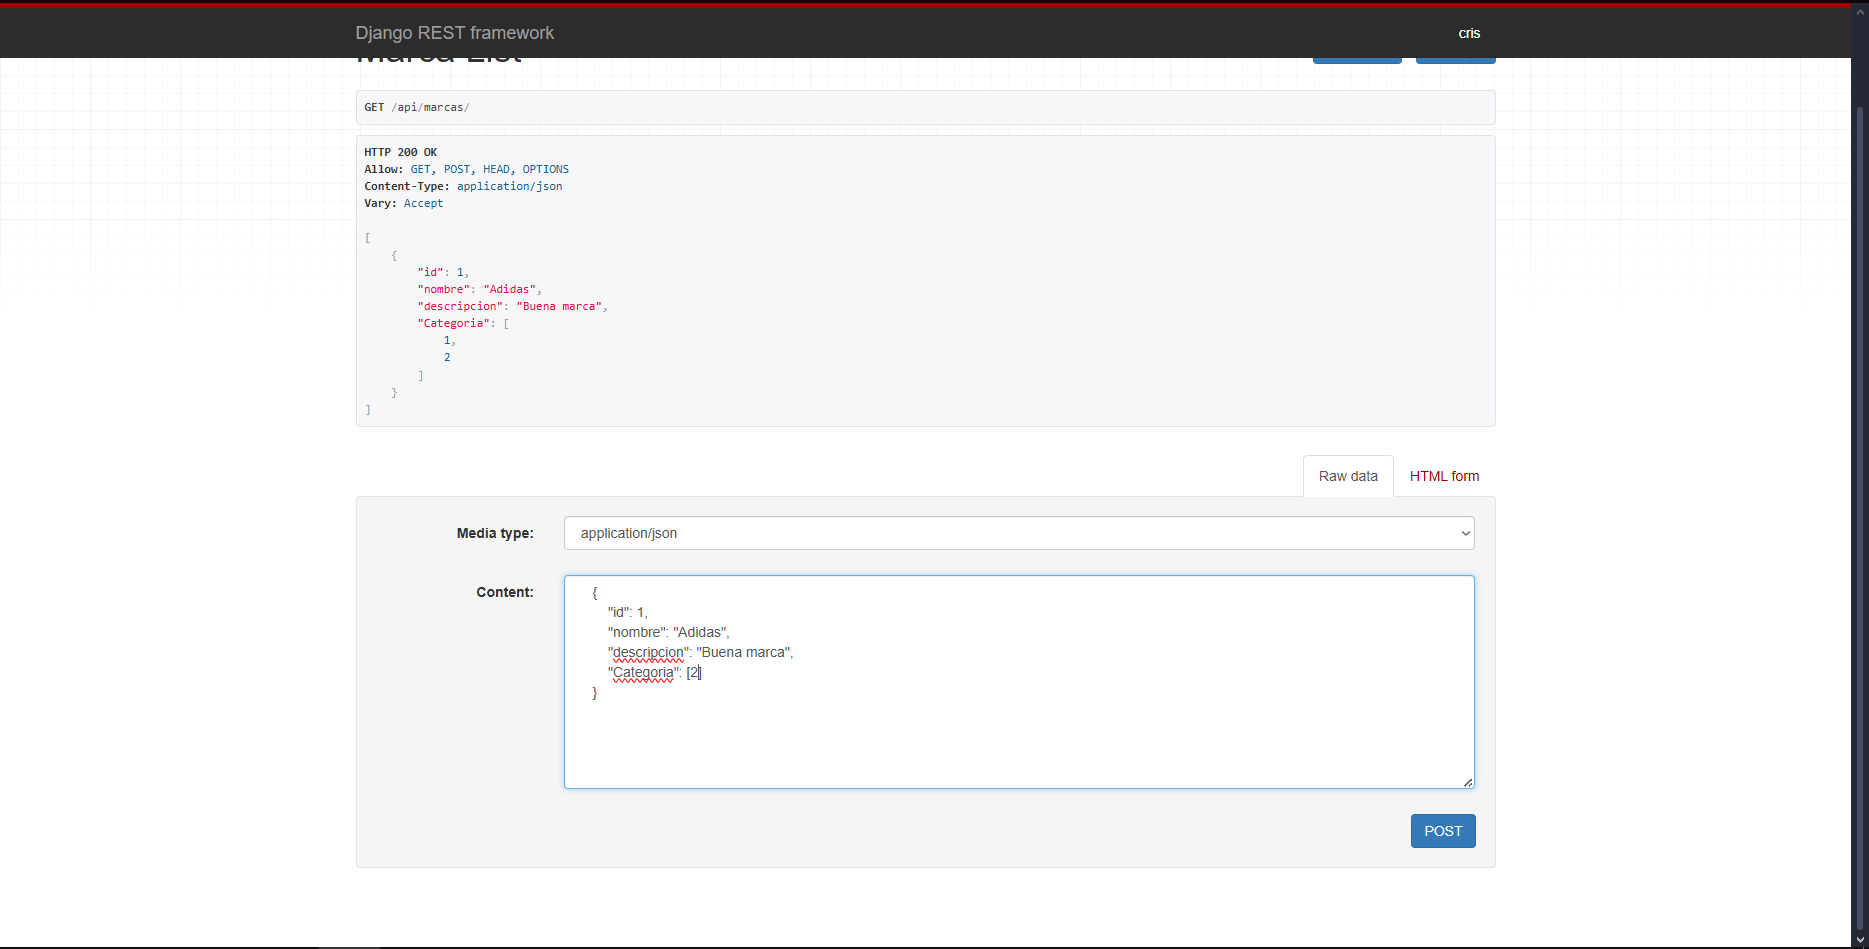 Django REST framework
cris
Marca List
GET /api/marcas/
HTTP 200 OK
Allow: GET, POST, HEAD, OPTIONS
Content-Type: application/json
Vary: Accept
[
{
"id": 1,
"nombre": "Adidas",
"descripcion": "Buena marca",
"Categoria": [
1,
2
]
}
]
Raw data
HTML form
Media type:
application/json
Content:
{
"id": 1,
"nombre": "Adidas",
"descripcion": "Buena marca",
"Categoria": [2]
}
POST